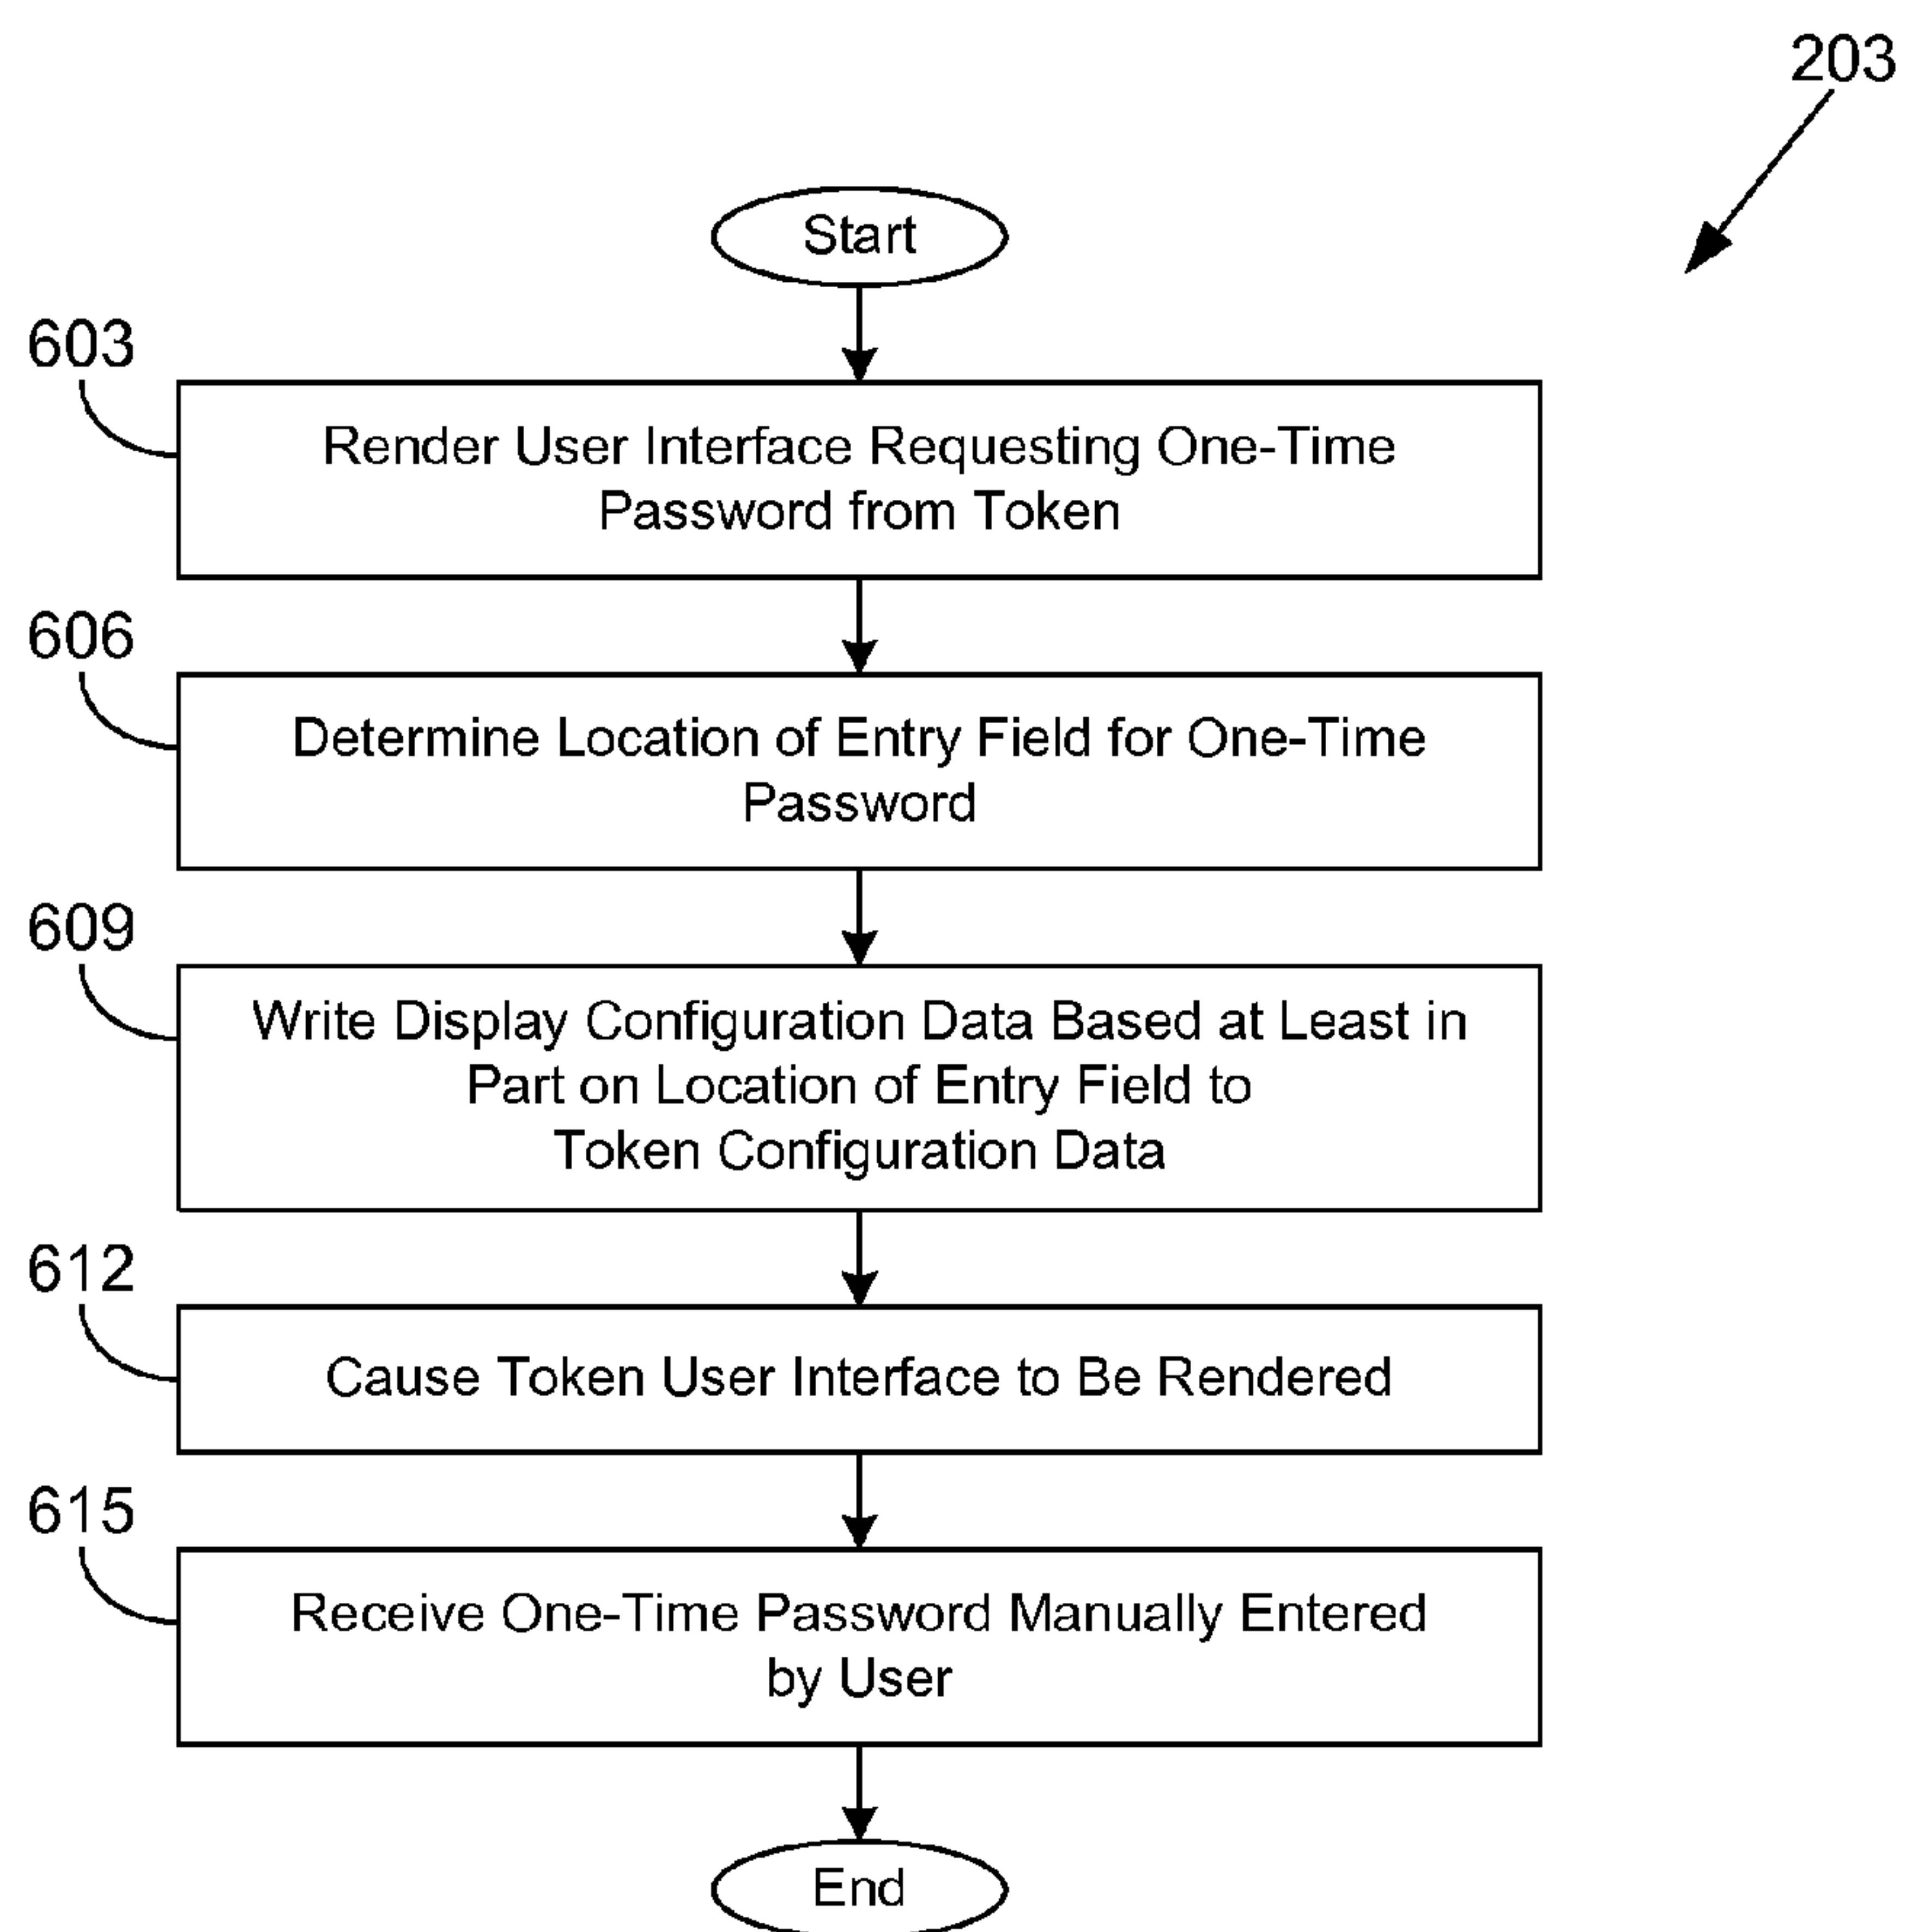 203
Start
603
Render User Interface Requesting One-Time
Password from Token
606
Determine Location of Entry Field for One-Time
Password
609
Write Display Configuration Data Based at Least in
Part on Location of Entry Field to
Token Configuration Data
612
Cause Token User Interface to Be Rendered
615
Receive One-Time Password Manually Entered
by User
End